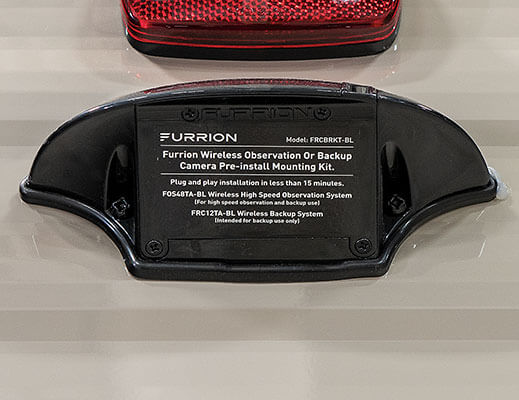 FURRION
FURRION Model: FRCBRKT-BL
Furrion Wireless Observation Or Backup
Camera Pre-install Mounting Kit.
Plug and play installation in less than 15 minutes.
FOS48TA-BL Wireless High Speed Observation System
(For high speed observation and backup use)
FRC12TA-BL Wireless Backup System
(Intended for backup use only)